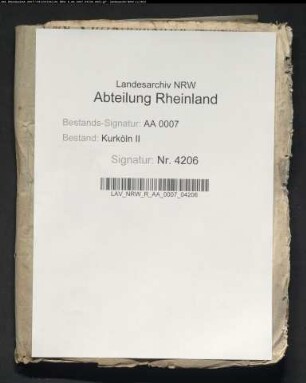 Landesarchiv NRW
Abteilung Rheinland
Bestands-Signatur: AA 0007
Bestand: Kurköln II
Signatur: Nr. 4206
LAV_NRW_R_AA_0007_04206